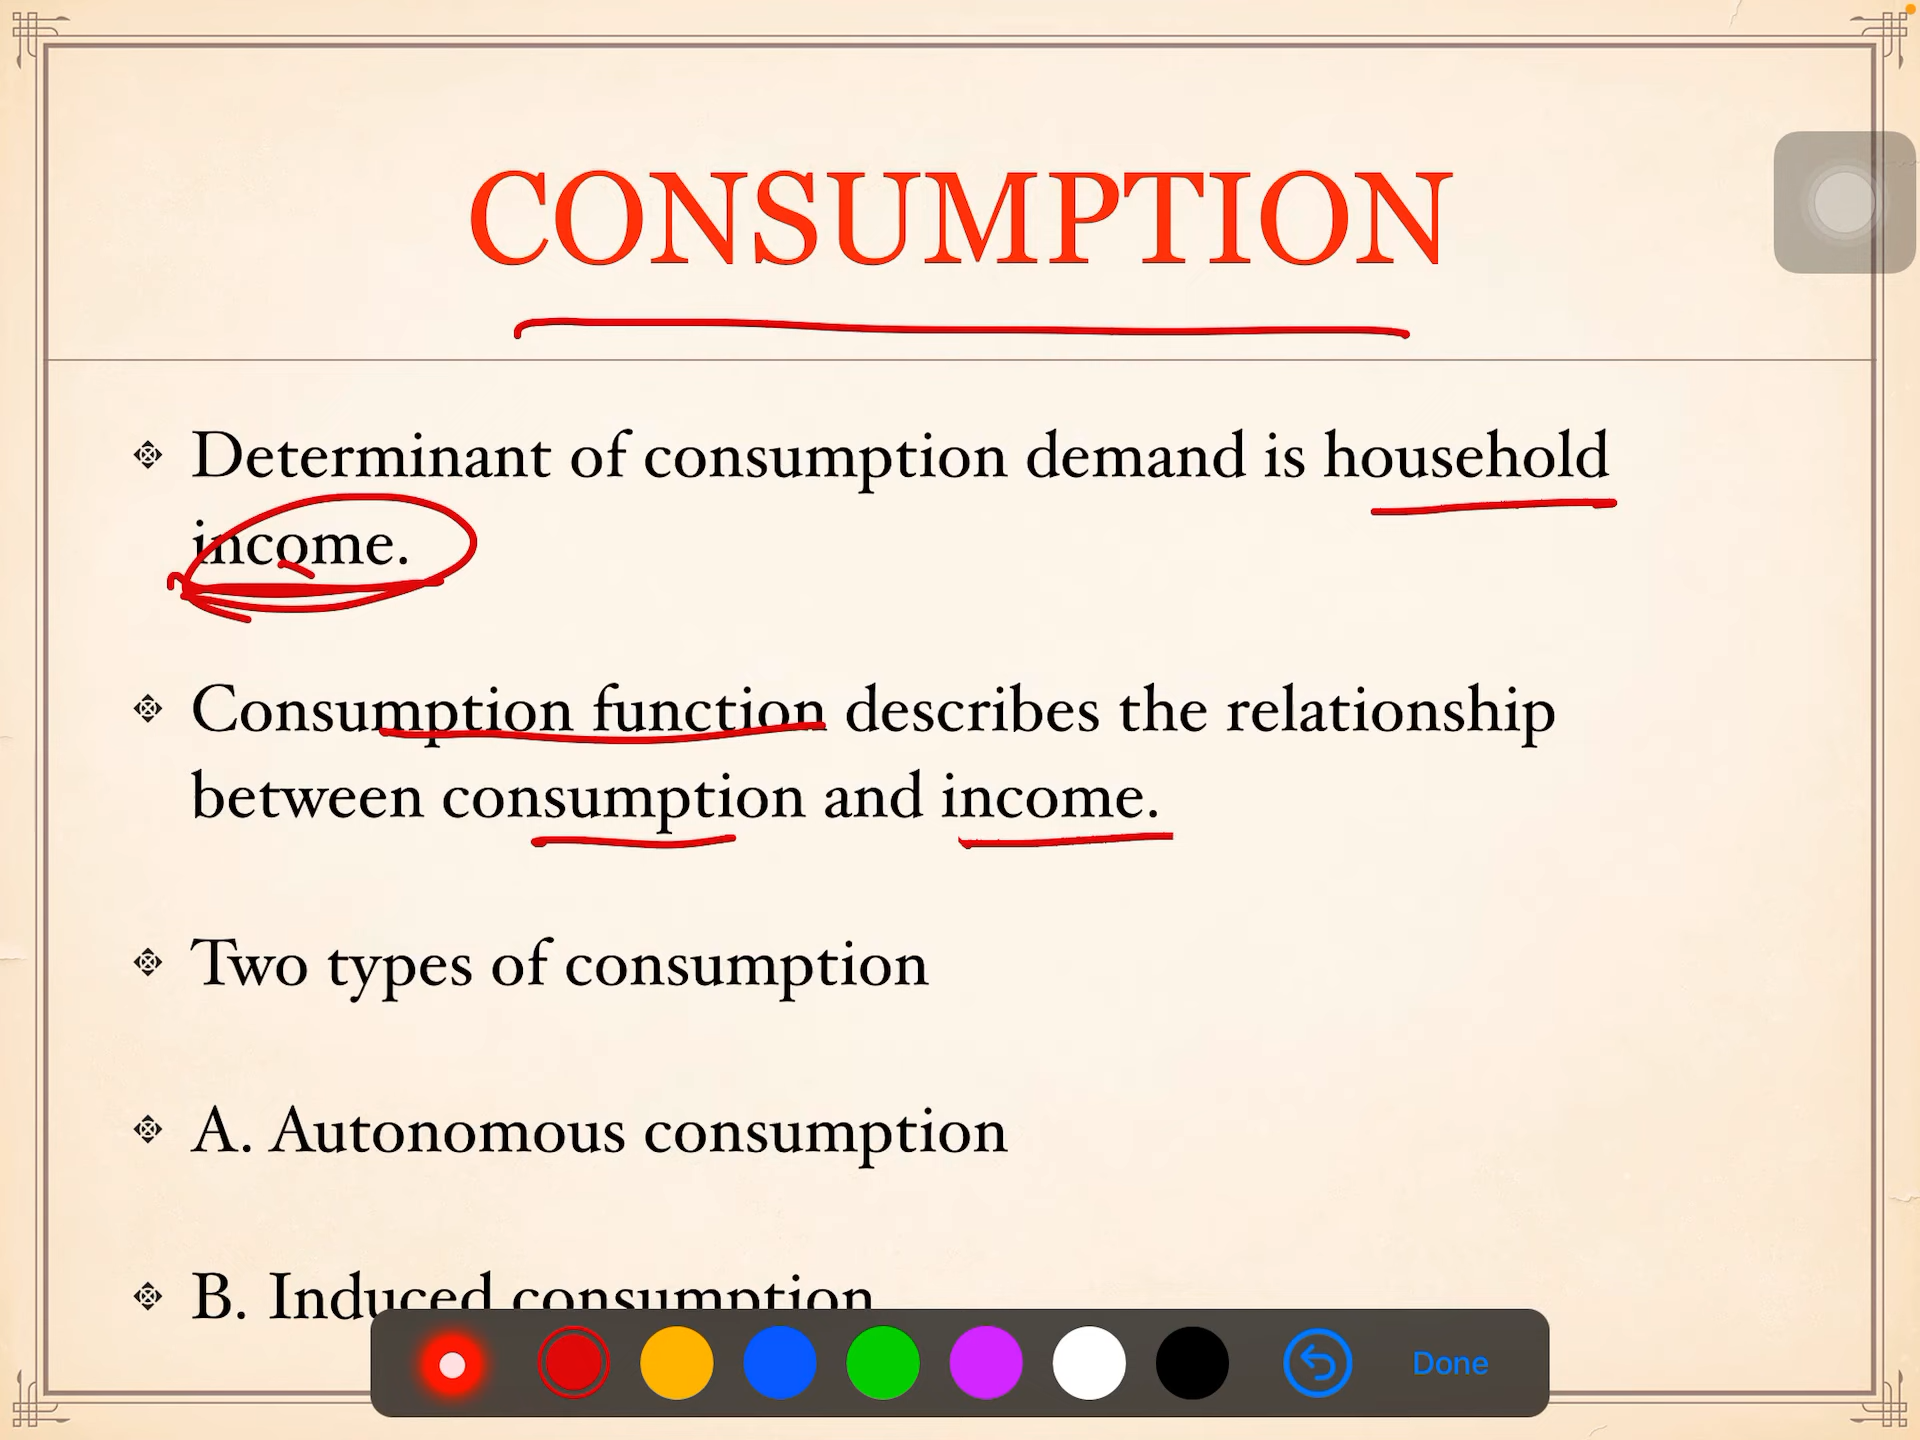 CONSUMPTION
Determinant of consumption demand is household
income.
Consumption function describes the relationship
between consumption and income.
Two types of consumption
A. Autonomous consumption
B. Induced consumption
Done